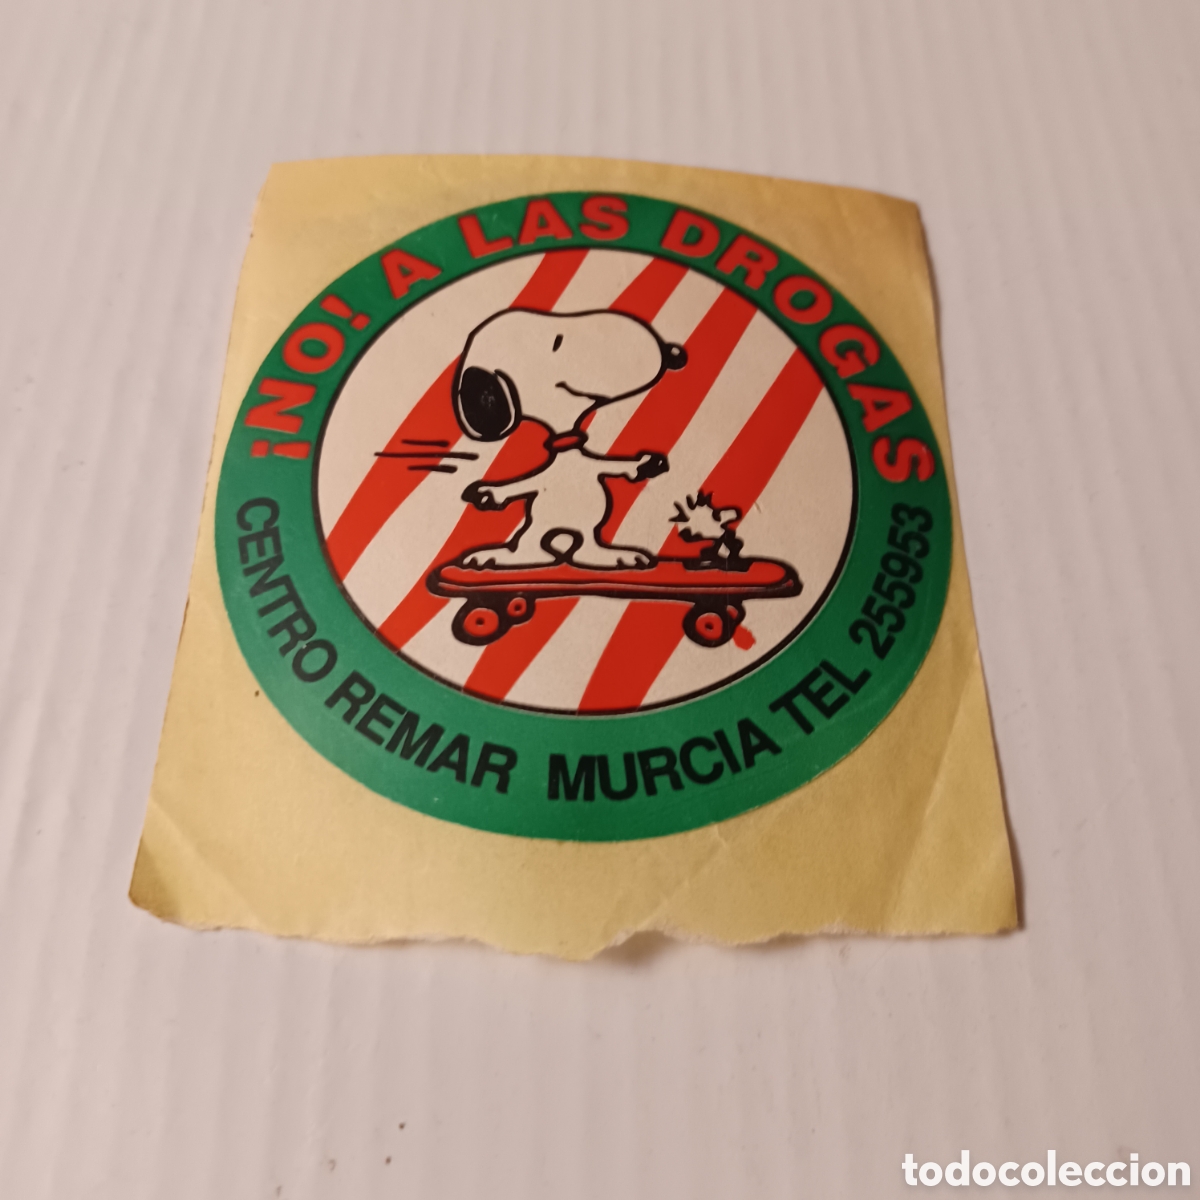 ¡NO! A LAS DROGAS
CENTRO REMAR MURCIA TEL 255953
todocoleccion